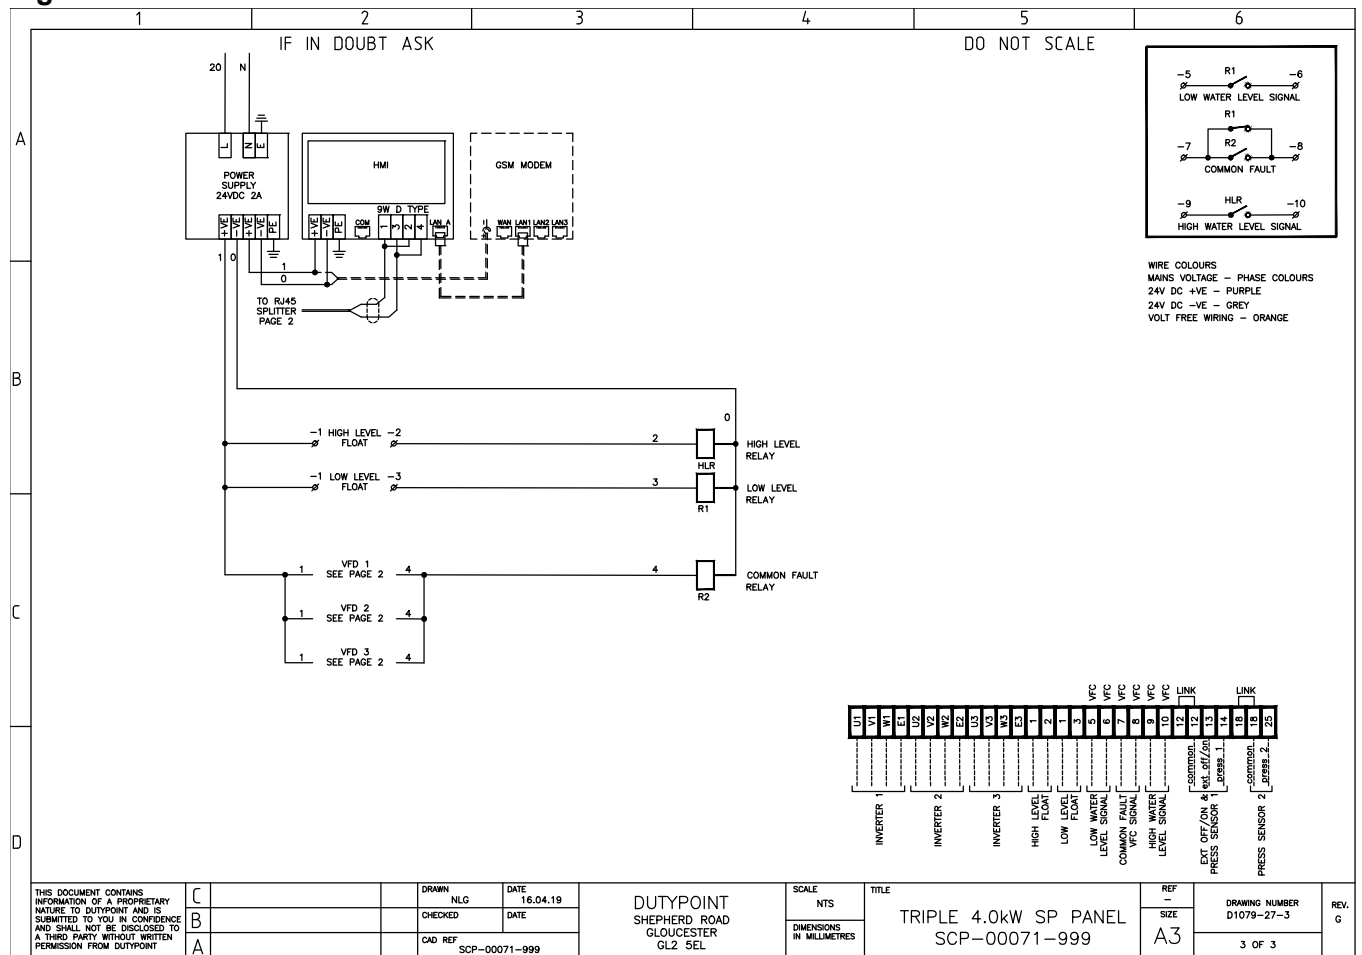 1 2 3 4 5 6
IF IN DOUBT ASK
DO NOT SCALE
A
B
C
D
20 N
L N E
POWER
SUPPLY
24VDC 2A
+VE -VE +VE -VE PE
1 0
1
0
HMI
9W D TYPE
+VE -VE PE
COM
1 3 2 4
LAN A
GSM MODEM
WAN LAN1 LAN2 LAN3
TO RJ45
SPLITTER
PAGE 2
-5 R1 -6
LOW WATER LEVEL SIGNAL
R1
-7 R2 -8
COMMON FAULT
-9 HLR -10
HIGH WATER LEVEL SIGNAL
WIRE COLOURS
MAINS VOLTAGE – PHASE COLOURS
24V DC +VE – PURPLE
24V DC –VE – GREY
VOLT FREE WIRING – ORANGE
0
-1 HIGH LEVEL -2
FLOAT
2
HLR
HIGH LEVEL
RELAY
-1 LOW LEVEL -3
FLOAT
3
R1
LOW LEVEL
RELAY
VFD 1
1 SEE PAGE 2 4
4
R2
COMMON FAULT
RELAY
VFD 2
1 SEE PAGE 2 4
VFD 3
1 SEE PAGE 2 4
VFC VFC VFC VFC VFC VFC LINK LINK
U1 V1 W1 E1 U2 V2 W2 E2 U3 V3 W3 E3 1 2 1 3 5 6 7 8 9 10 12 12 13 14 18 18 25
common
ext off/on
press 1
common
press 2
INVERTER 1
INVERTER 2
INVERTER 3
HIGH LEVEL
FLOAT
LOW LEVEL
FLOAT
LOW WATER
LEVEL SIGNAL
COMMON FAULT
VFC SIGNAL
HIGH WATER
LEVEL SIGNAL
EXT OFF/ON &
PRESS SENSOR 1
PRESS SENSOR 2
THIS DOCUMENT CONTAINS
INFORMATION OF A PROPRIETARY
NATURE TO DUTYPOINT AND IS
SUBMITTED TO YOU IN CONFIDENCE
AND SHALL NOT BE DISCLOSED TO
A THIRD PARTY WITHOUT WRITTEN
PERMISSION FROM DUTYPOINT
C
B
A
DRAWN
NLG
DATE
16.04.19
CHECKED
DATE
CAD REF
SCP–00071–999
DUTYPOINT
SHEPHERD ROAD
GLOUCESTER
GL2 5EL
SCALE
NTS
DIMENSIONS
IN MILLIMETRES
TITLE
TRIPLE 4.0kW SP PANEL
SCP–00071–999
REF
–
SIZE
A3
DRAWING NUMBER
D1079–27–3
3 OF 3
REV.
G